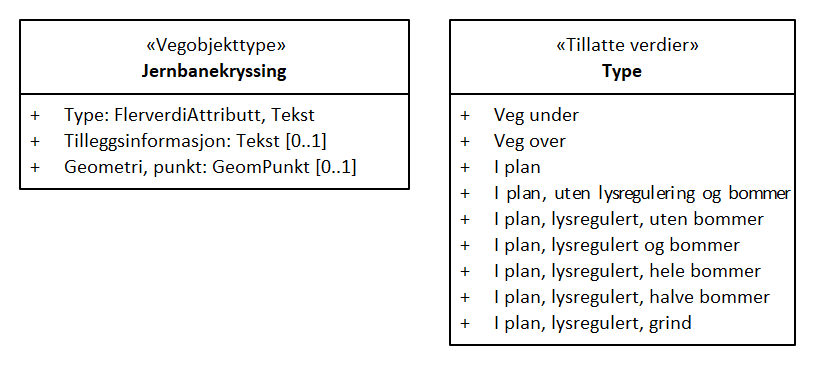 «Vegobjekttype»
Jernbanekryssing
+ Type: FlerverdiAttributt, Tekst
+ Tilleggsinformasjon: Tekst [0..1]
+ Geometri, punkt: GeomPunkt [0..1]
«Tillatte verdier»
Type
+ Veg under
+ Veg over
+ I plan
+ I plan, uten lysregulering og bommer
+ I plan, lysregulert, uten bommer
+ I plan, lysregulert og bommer
+ I plan, lysregulert, hele bommer
+ I plan, lysregulert, halve bommer
+ I plan, lysregulert, grind